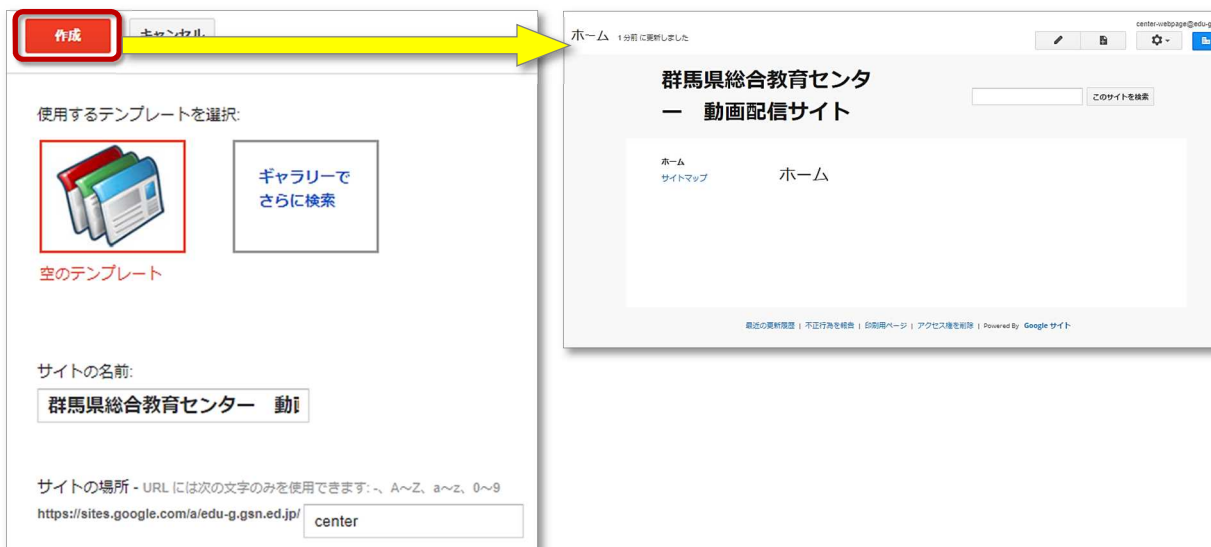 作成
キャンセル
使用するテンプレートを選択:
ギャラリーで
さらに検索
空のテンプレート
サイトの名前:
群馬県総合教育センター 動
サイトの場所 - URL には次の文字のみを使用できます: -、A～Z、a～z、0～9
https://sites.google.com/a/edu-g.gsn.ed.jp/ center
center-webpage@edu-g
ホーム 1 分前 に更新しました
群馬県総合教育センタ
ー 動画配信サイト
このサイトを検索
ホーム
サイトマップ
ホーム
最近の更新履歴 | 不正行為を報告 | 印刷用ページ | アクセス権を削除 | Powered By Google サイト